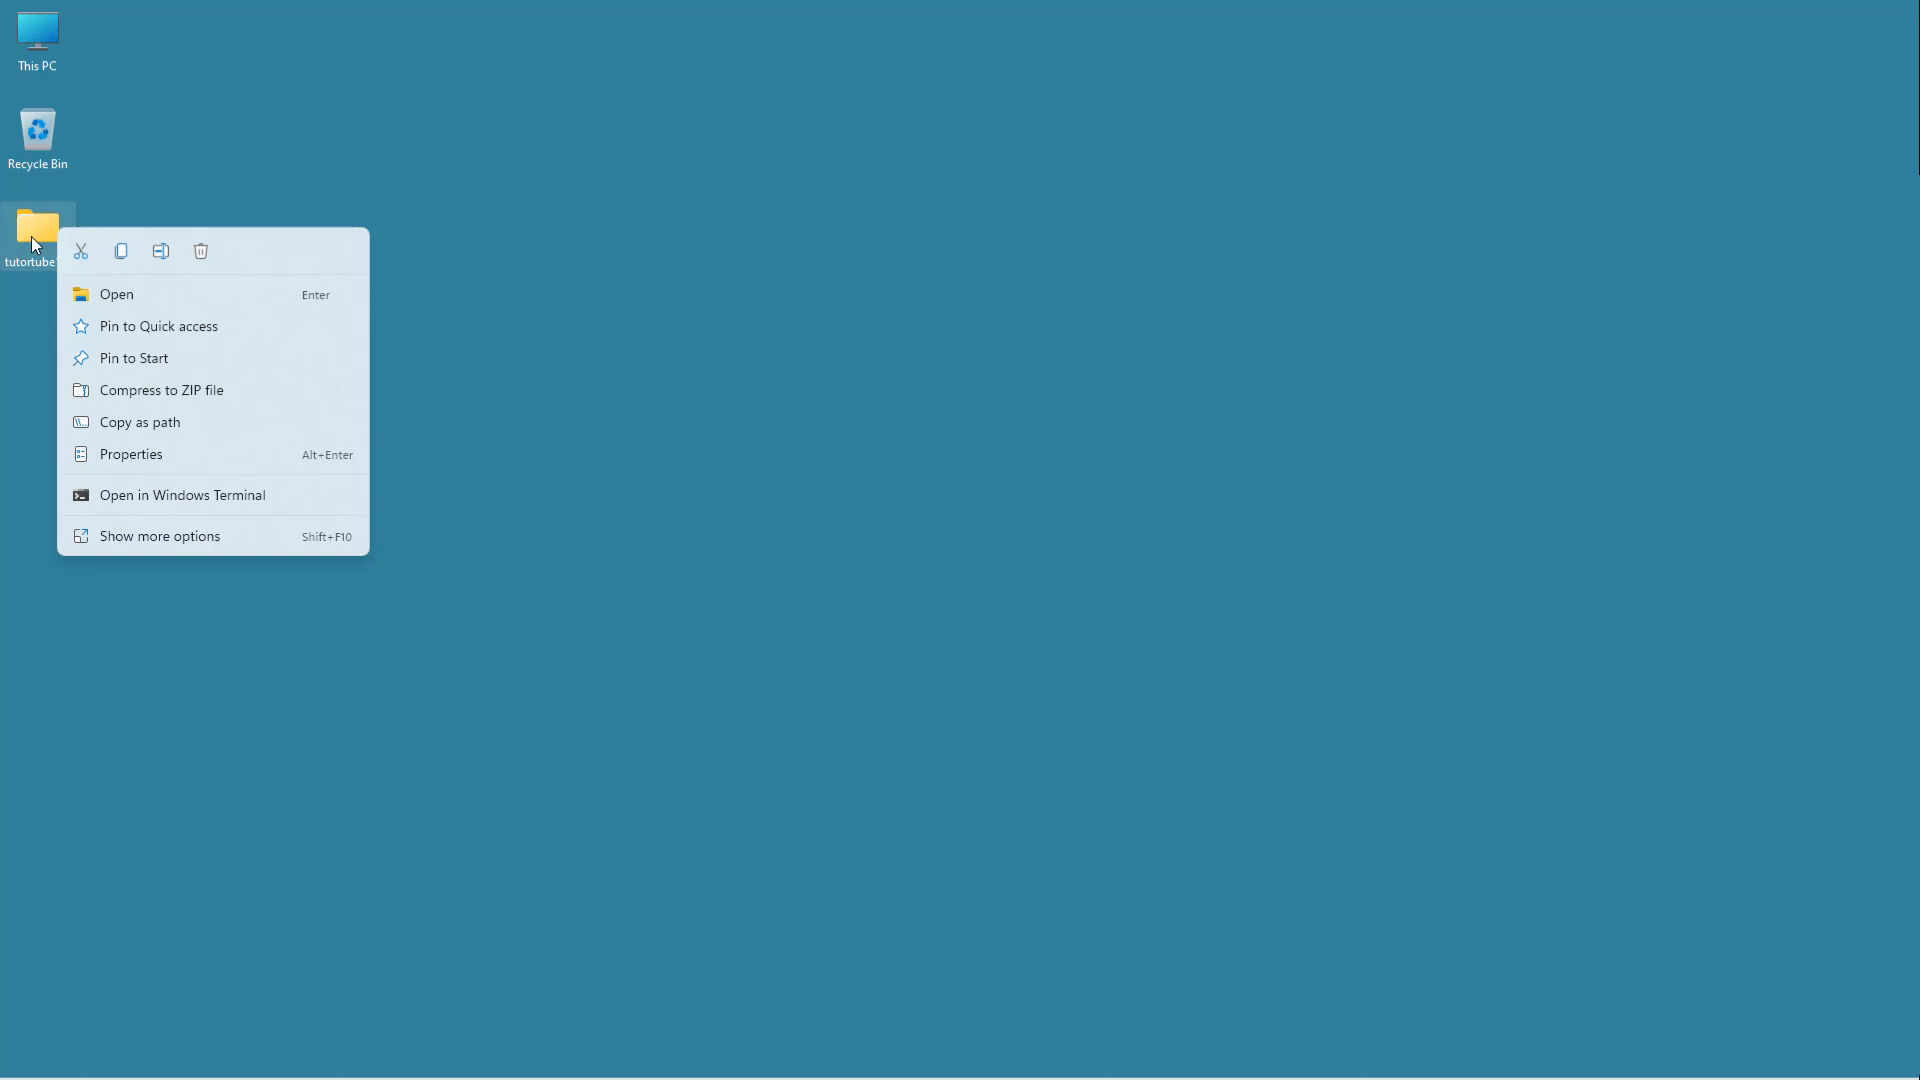 This PC
Recycle Bin
tutortube
Open Enter
Pin to Quick access
Pin to Start
Compress to ZIP file
Copy as path
Properties Alt+Enter
Open in Windows Terminal
Show more options Shift+F10